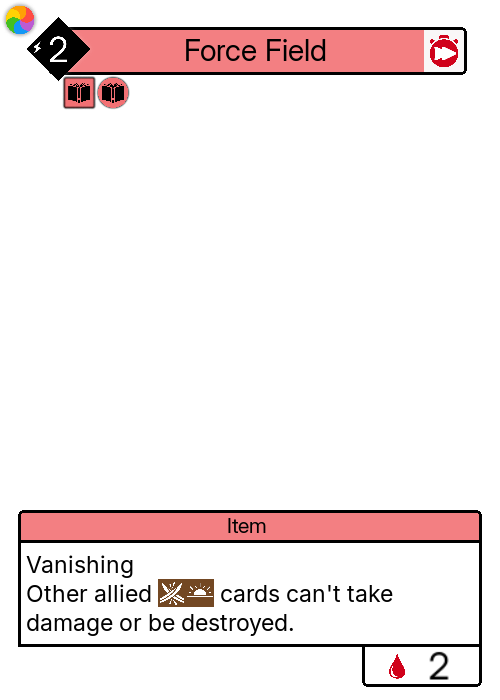 2
Force Field
Item
Vanishing
Other allied cards can't take
damage or be destroyed.
2